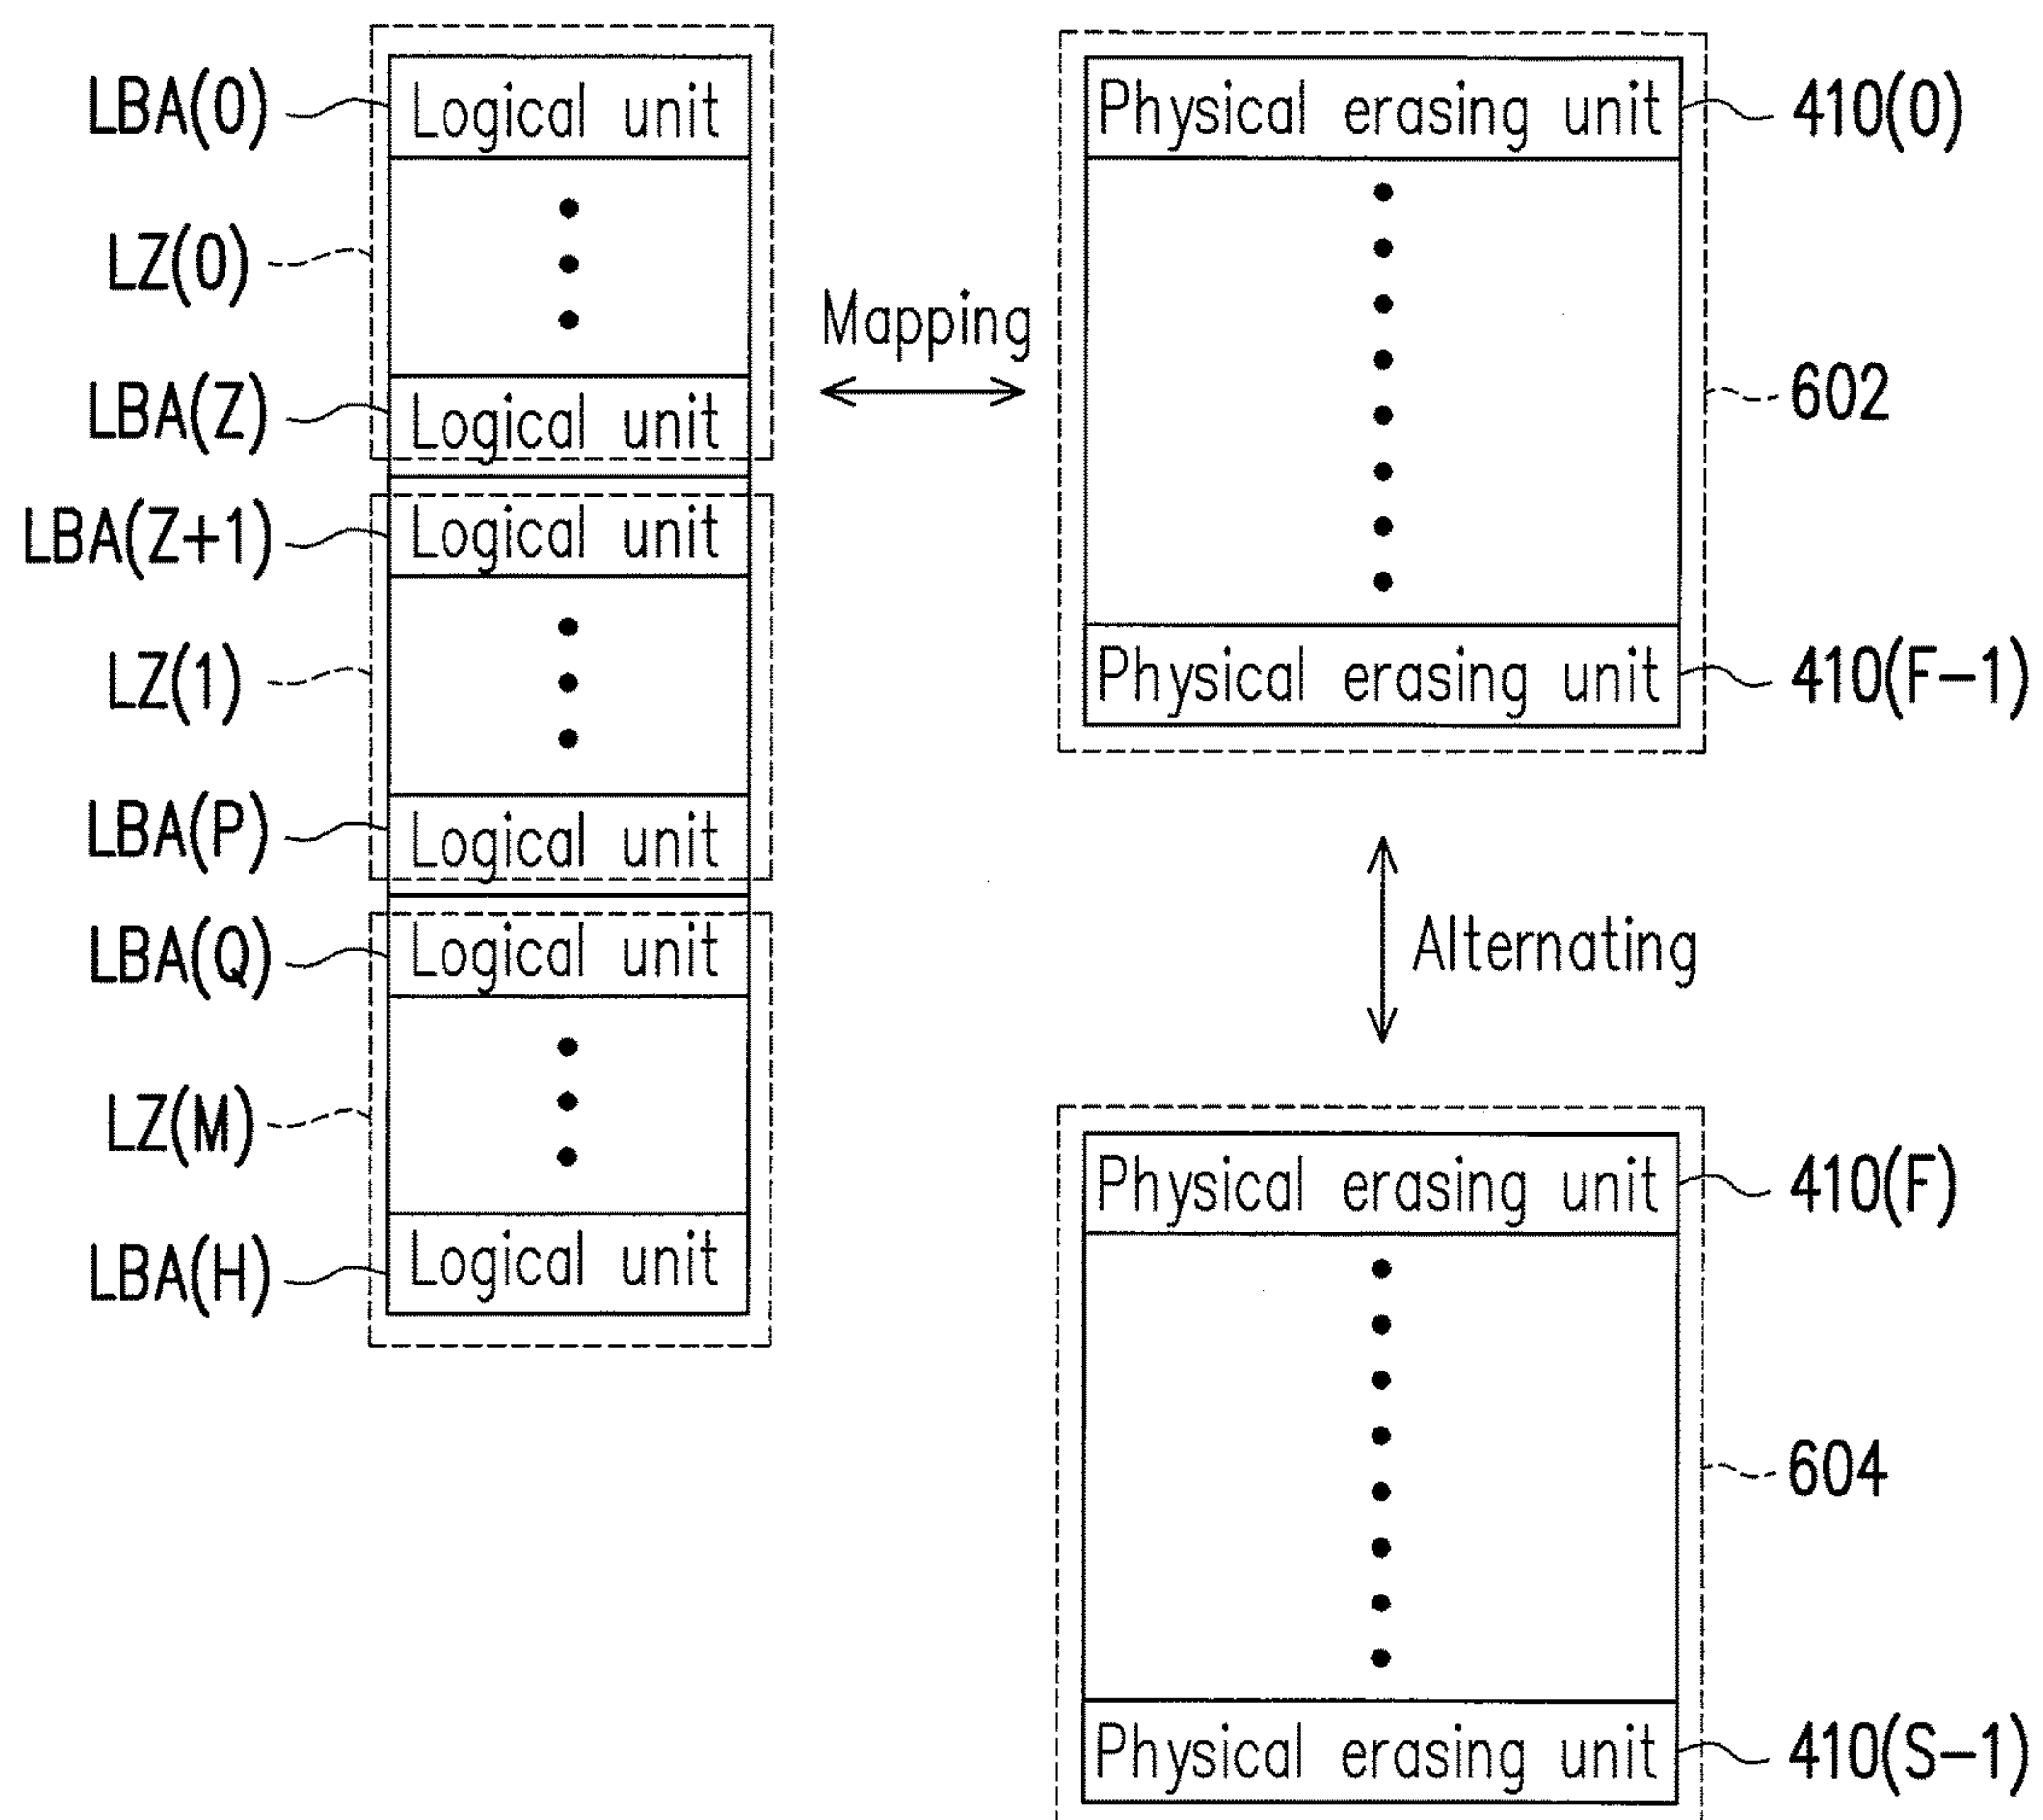 LBA(0)
Logical unit
LZ(0)
LBA(Z)
Logical unit
LBA(Z+1)
Logical unit
LZ(1)
LBA(P)
Logical unit
LBA(Q)
Logical unit
LZ(M)
LBA(H)
Logical unit
Mapping
Physical erasing unit
410(0)
602
Physical erasing unit
410(F-1)
Alternating
Physical erasing unit
410(F)
604
Physical erasing unit
410(S-1)